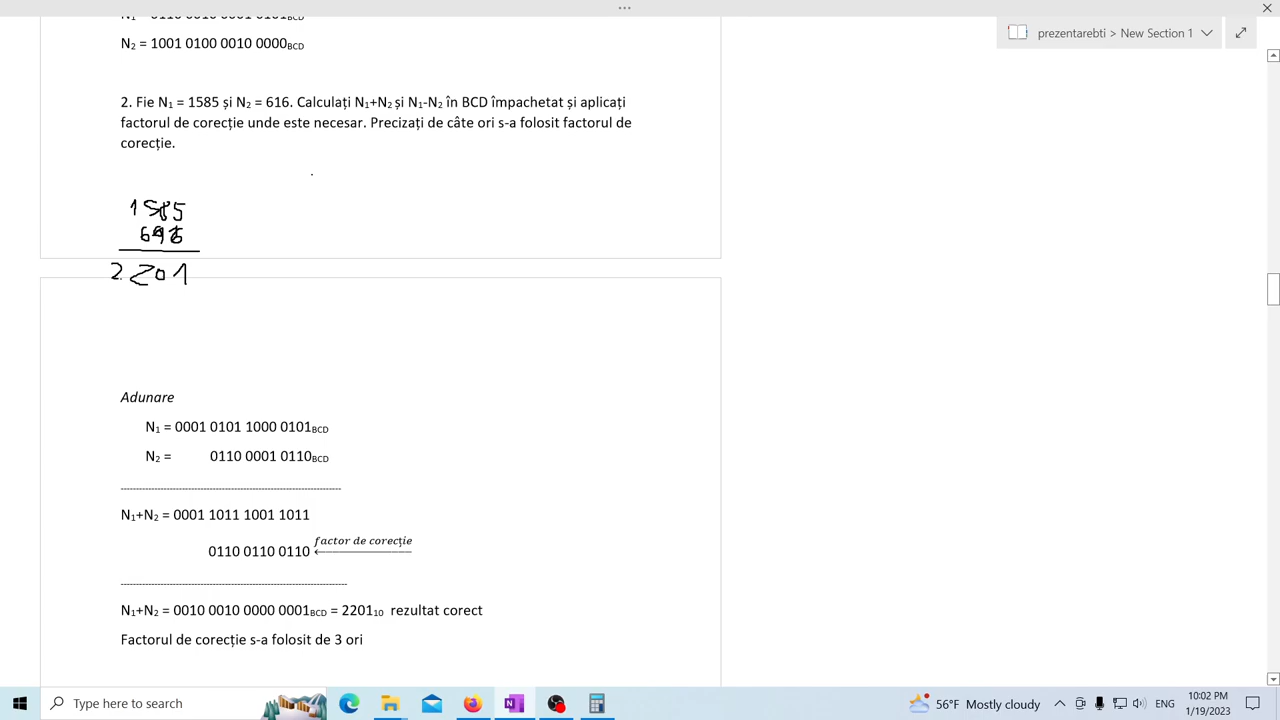 prezentarebti > New Section 1
N₂ = 1001 0100 0010 0000BCD
2. Fie N₁ = 1585 și N₂ = 616. Calculați N₁+N₂ și N₁-N₂ în BCD împachetat și aplicați
factorul de corecție unde este necesar. Precizați de câte ori s-a folosit factorul de
corecție.
1585
2201
Adunare
N₁ = 0001 0101 1000 0101BCD
N₂ = 0110 0001 0110BCD
--------------------------------------------------------------------------
N₁+N₂ = 0001 1011 1001 1011
0110 0110 0110 factor de corecție ←
----------------------------------------------------------------------------
N₁+N₂ = 0010 0010 0000 0001BCD = 2201₁₀ rezultat corect
Factorul de corecție s-a folosit de 3 ori
Type here to search
56°F Mostly cloudy
ENG
10:02 PM
1/19/2023